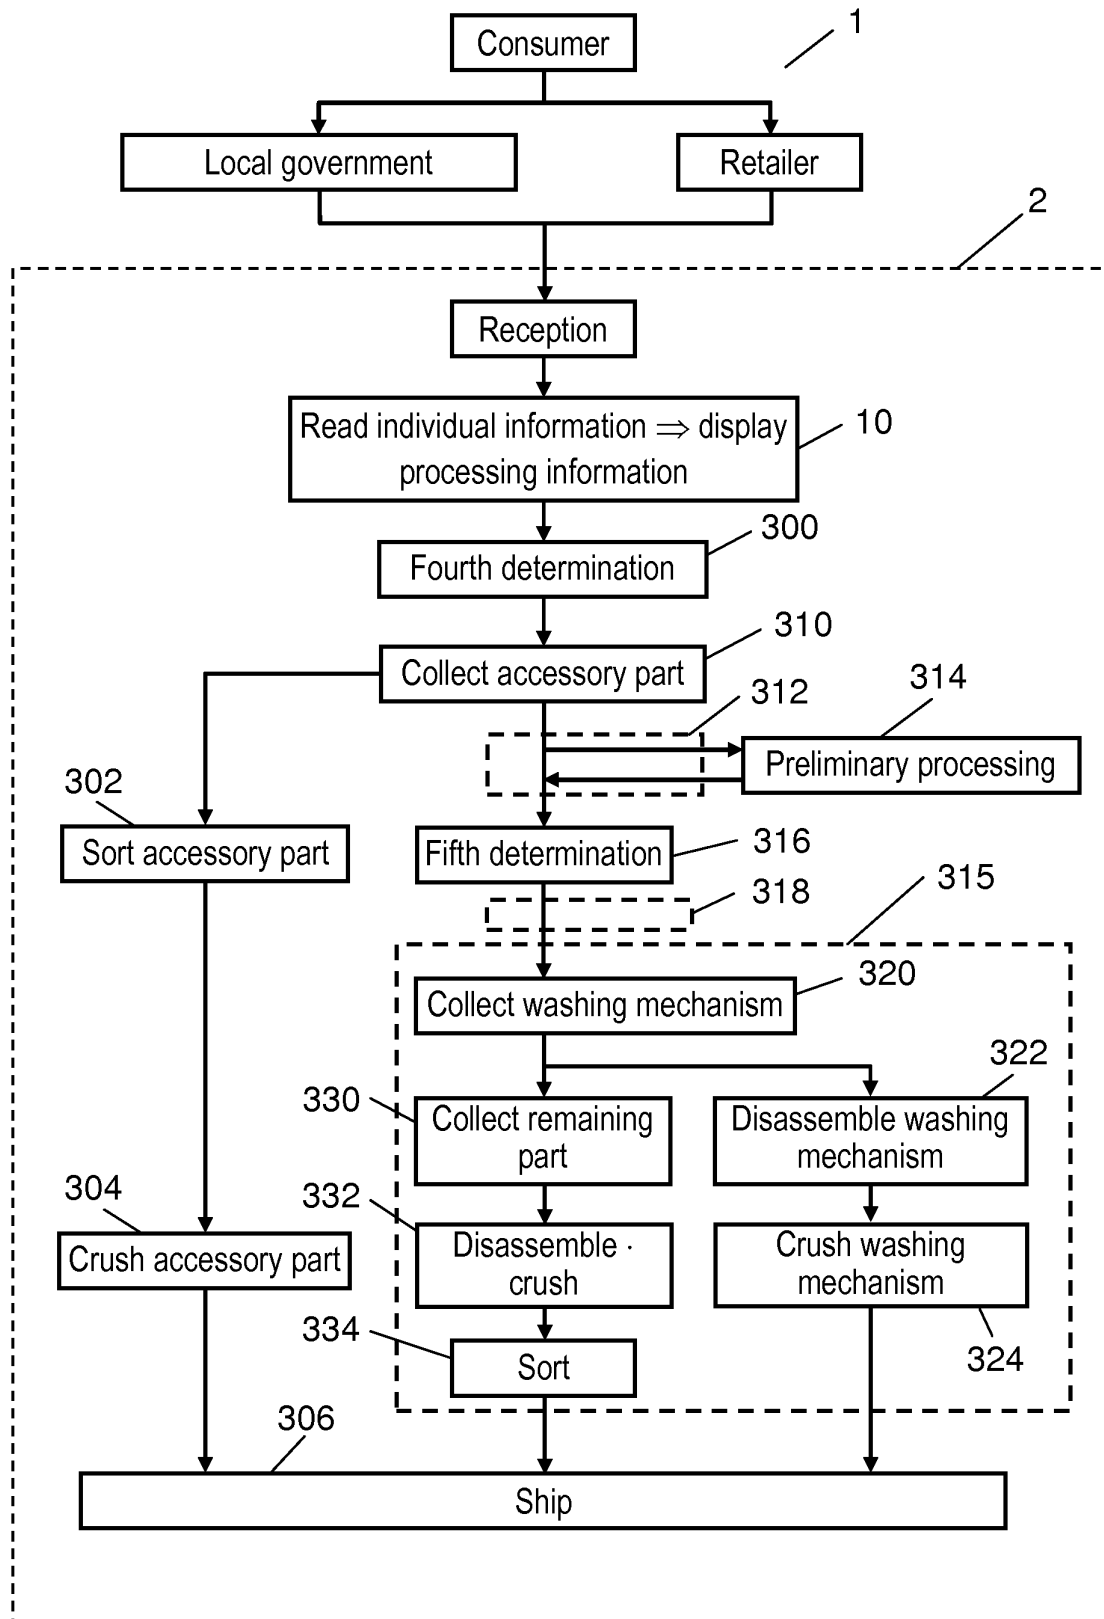 Consumer
1
Local government
Retailer
2
Reception
Read individual information ⇒ display
processing information
10
300
Fourth determination
310
Collect accessory part
312
314
Preliminary processing
302
Sort accessory part
Fifth determination
316
318
315
Collect washing mechanism
320
322
330
Collect remaining
part
Disassemble washing
mechanism
304
Crush accessory part
332
Disassemble ·
crush
Crush washing
mechanism
334
Sort
324
306
Ship